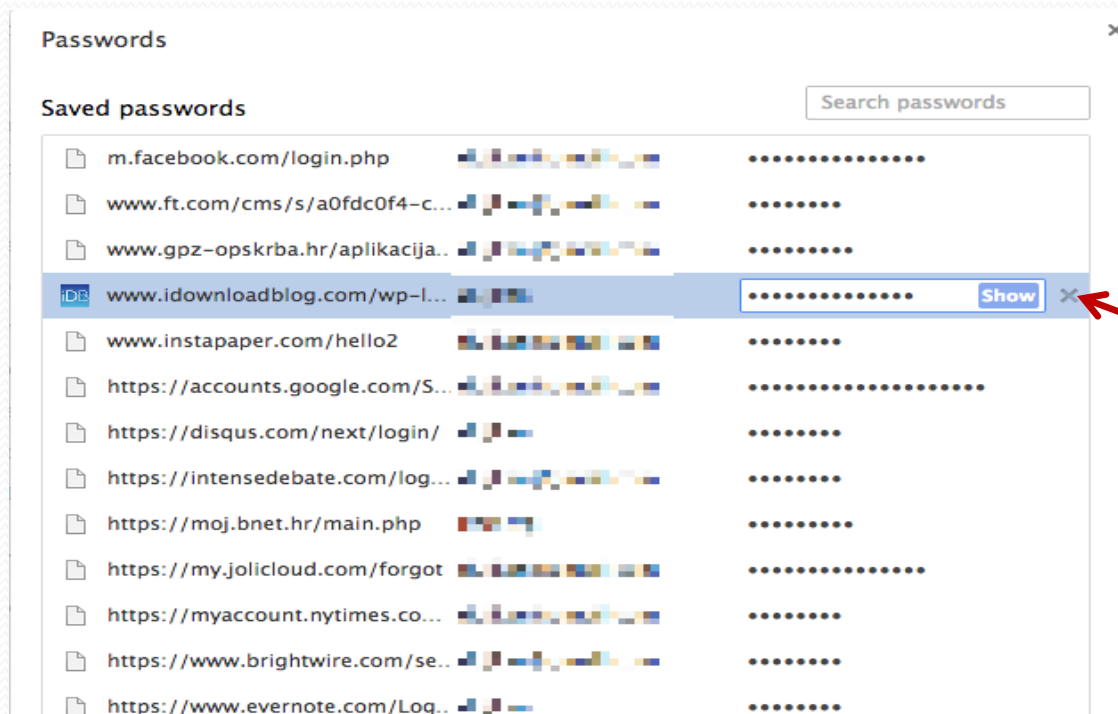 Passwords
Saved passwords
Search passwords
m.facebook.com/login.php •••••••••••••••
www.ft.com/cms/s/a0fdc0f4-c... ••••••••
www.gpz-opskrba.hr/aplikacija.. •••••••••
iDB www.idownloadblog.com/wp-l... •••••••••••••• Show
www.instapaper.com/hello2 ••••••••
https://accounts.google.com/S... ••••••••••••••••••••
https://disqus.com/next/login/ ••••••••
https://intensedebate.com/log... ••••••••
https://moj.bnet.hr/main.php •••••••••
https://my.jolicloud.com/forgot •••••••••••••••
https://myaccount.nytimes.co... ••••••••
https://www.brightwire.com/se.. ••••••••
https://www.evernote.com/Log.. ••••••••